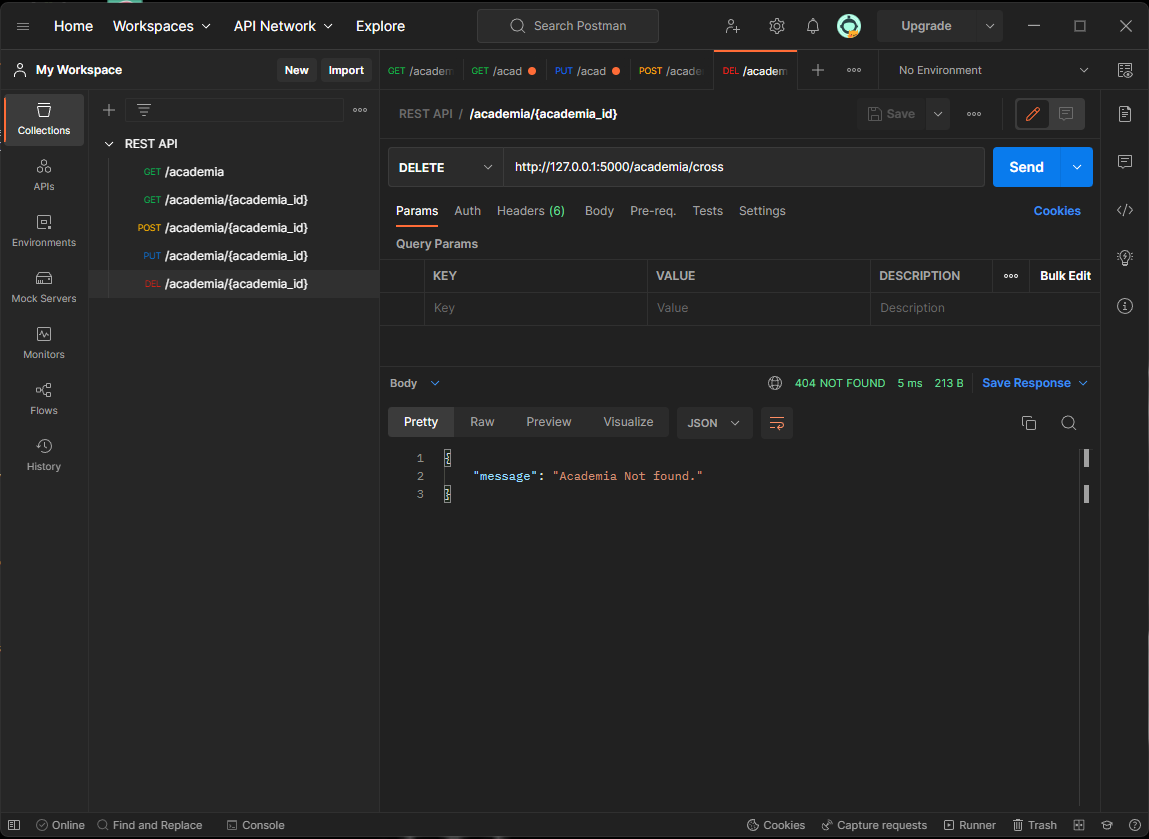 Home Workspaces API Network Explore Search Postman Upgrade
My Workspace New Import GET /academ GET /acad PUT /acad POST /acade DEL /academ No Environment
Collections
APIs
Environments
Mock Servers
Monitors
Flows
History
REST API
GET /academia
GET /academia/{academia_id}
POST /academia/{academia_id}
PUT /academia/{academia_id}
DEL /academia/{academia_id}
REST API / /academia/{academia_id} Save
DELETE http://127.0.0.1:5000/academia/cross Send
Params Auth Headers (6) Body Pre-req. Tests Settings Cookies
Query Params
KEY VALUE DESCRIPTION Bulk Edit
Key Value Description
Body 404 NOT FOUND 5 ms 213 B Save Response
Pretty Raw Preview Visualize JSON
1 {
2 "message": "Academia Not found."
3 }
Online Find and Replace Console Cookies Capture requests Runner Trash